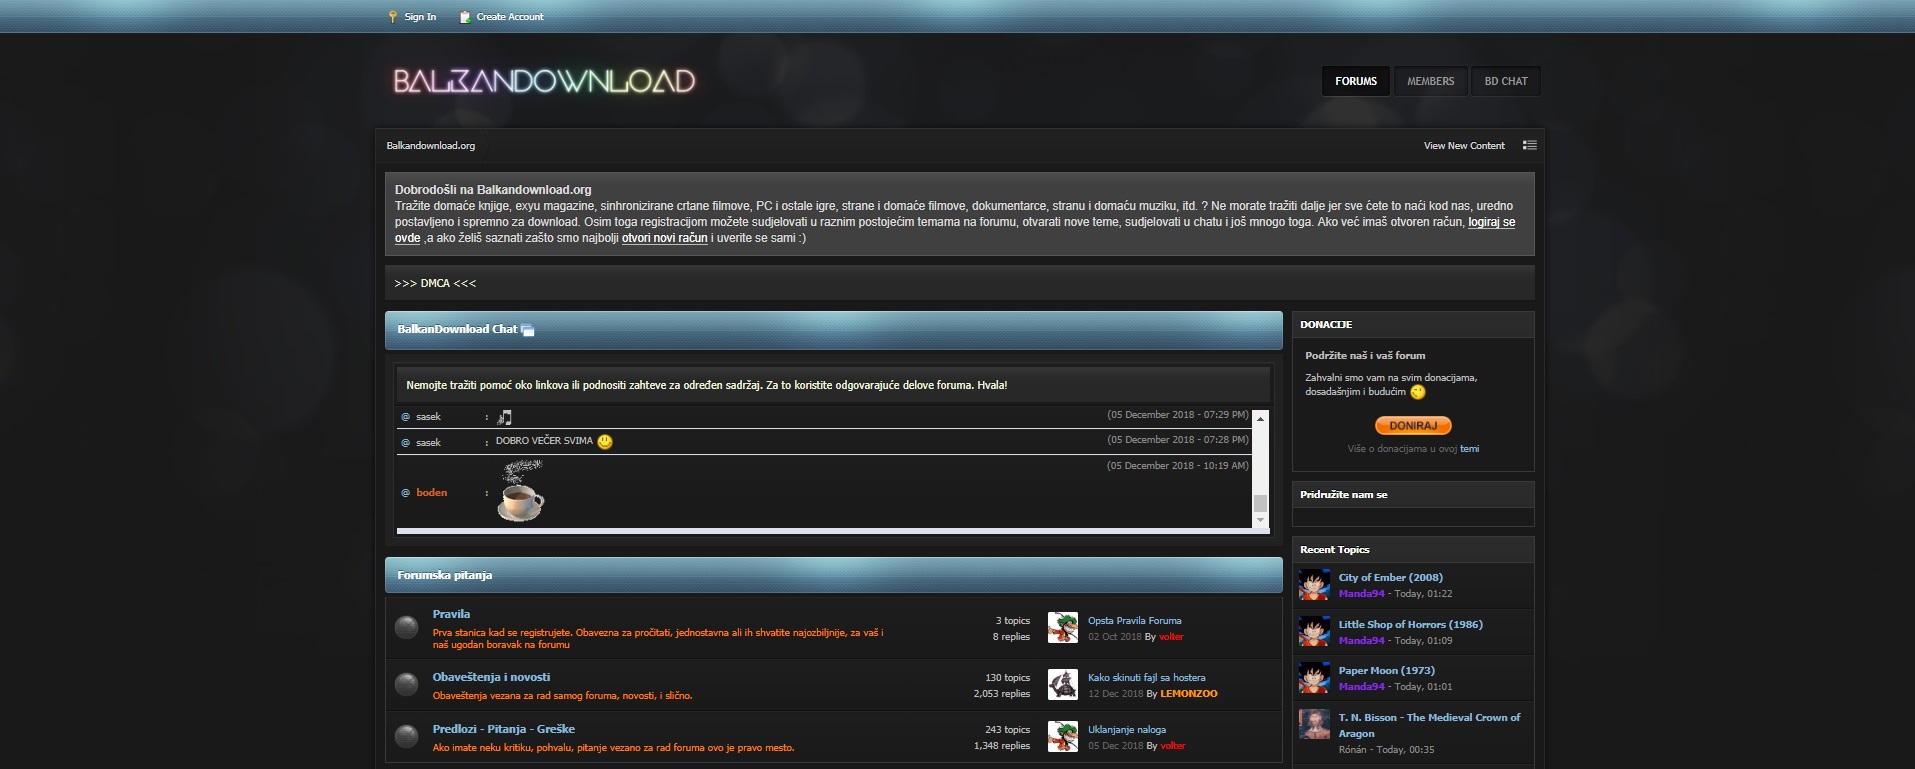 Sign In
Create Account
BALKANDOWNLOAD
FORUMS
MEMBERS
BD CHAT
Balkandownload.org
View New Content
Dobrodošli na Balkandownload.org
Tražite domaće knjige, exyu magazine, sinhronizirane crtane filmove, PC i ostale igre, strane i domaće filmove, dokumentarce, stranu i domaću muziku, itd. ? Ne morate tražiti dalje jer sve ćete to naći kod nas, uredno
postavljeno i spremno za download. Osim toga registracijom možete sudjelovati u raznim postojećim temama na forumu, otvarati nove teme, sudjelovati u chatu i još mnogo toga. Ako već imaš otvoren račun, logiraj se
ovde ,a ako želiš saznati zašto smo najbolji otvori novi račun i uverite se sami :)
>>> DMCA <<<
BalkanDownload Chat
Nemojte tražiti pomoć oko linkova ili podnositi zahteve za određen sadržaj. Za to koristite odgovarajuće delove foruma. Hvala!
@ sasek : (05 December 2018 - 07:29 PM)
@ sasek : DOBRO VEČER SVIMA (05 December 2018 - 07:28 PM)
(05 December 2018 - 10:19 AM)
@ boden :
Forumska pitanja
Pravila
Prva stanica kad se registrujete. Obavezna za pročitati, jednostavna ali ih shvatite najozbiljnije, za vaš i
naš ugodan boravak na forumu
3 topics
8 replies
Opsta Pravila Foruma
02 Oct 2018 By volter
Obaveštenja i novosti
Obaveštenja vezana za rad samog foruma, novosti, i slično.
130 topics
2,053 replies
Kako skinuti fajl sa hostera
12 Dec 2018 By LEMONZOO
Predlozi - Pitanja - Greške
Ako imate neku kritiku, pohvalu, pitanje vezano za rad foruma ovo je pravo mesto.
243 topics
1,348 replies
Uklanjanje naloga
05 Dec 2018 By volter
DONACIJE
Podržite naš i vaš forum
Zahvalni smo vam na svim donacijama,
dosadašnjim i budućim
DONIRAJ
Više o donacijama u ovoj temi
Pridružite nam se
Recent Topics
City of Ember (2008)
Manda94 - Today, 01:22
Little Shop of Horrors (1986)
Manda94 - Today, 01:09
Paper Moon (1973)
Manda94 - Today, 01:01
T. N. Bisson - The Medieval Crown of
Aragon
Rónán - Today, 00:35